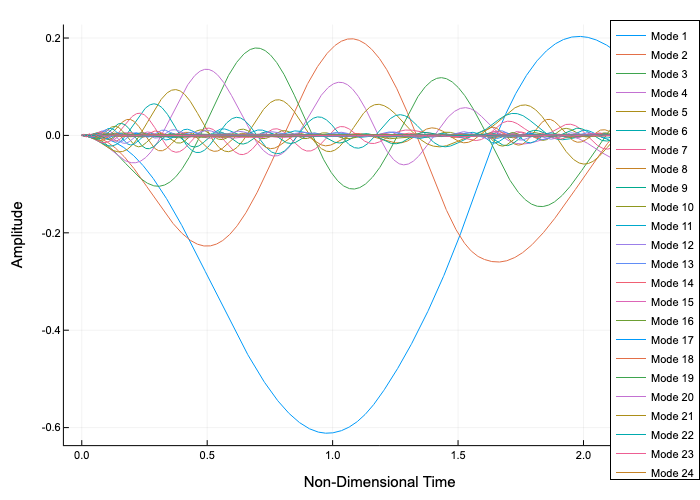 0.2
0.0
-0.2
-0.4
-0.6
Amplitude
0.0
0.5
1.0
1.5
2.0
Non-Dimensional Time
Mode 1
Mode 2
Mode 3
Mode 4
Mode 5
Mode 6
Mode 7
Mode 8
Mode 9
Mode 10
Mode 11
Mode 12
Mode 13
Mode 14
Mode 15
Mode 16
Mode 17
Mode 18
Mode 19
Mode 20
Mode 21
Mode 22
Mode 23
Mode 24